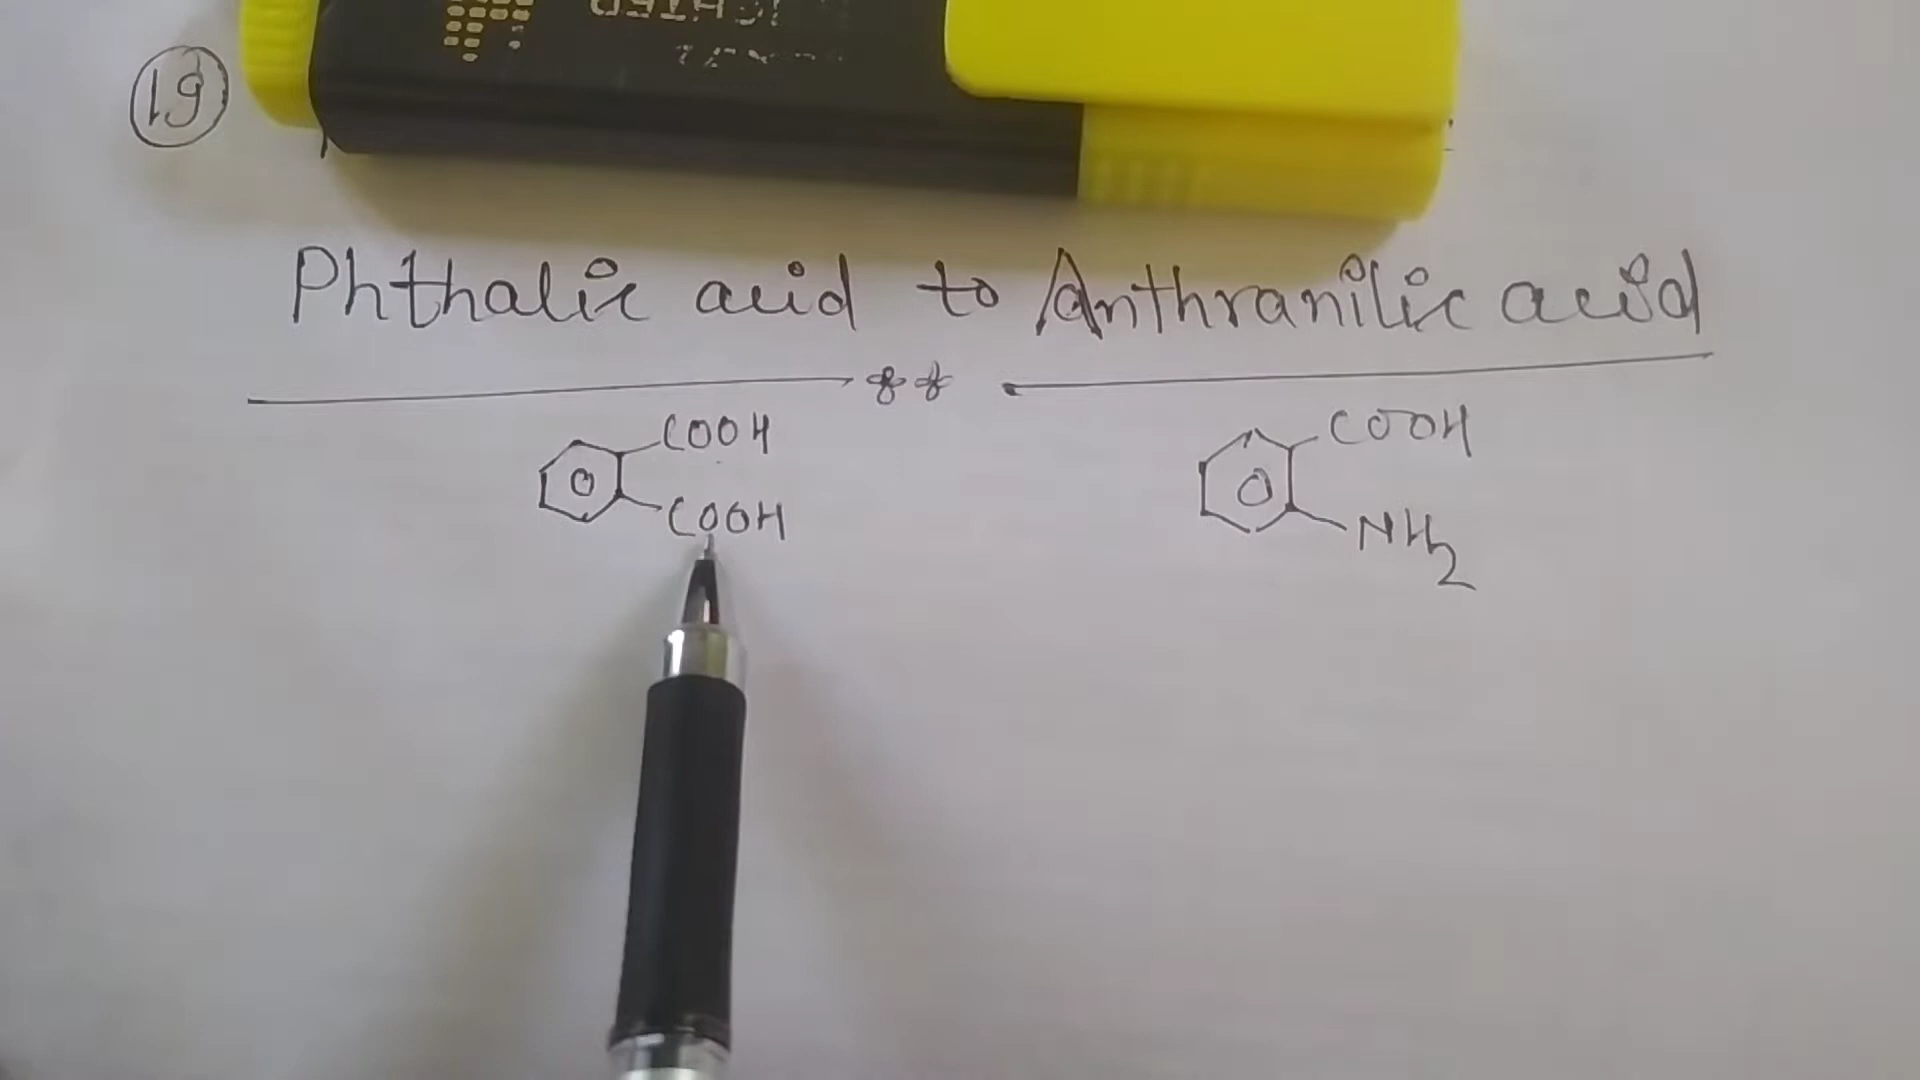 19
Phthalic acid to Anthranilic acid
COOH COOH
COOH NH2